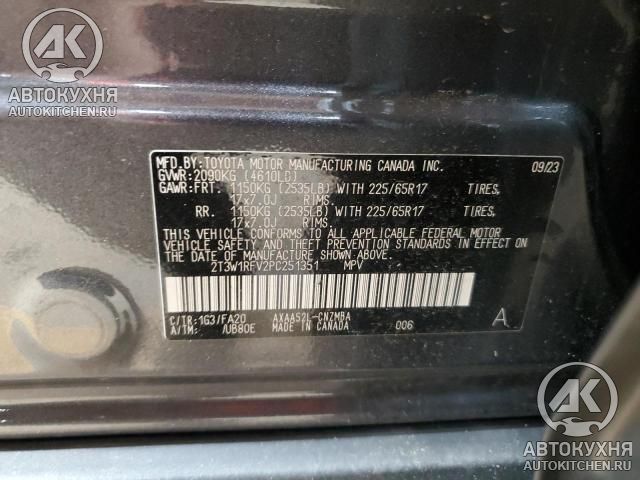 АК
АВТОКУХНЯ
AUTOKITCHEN.RU
MFD.BY:TOYOTA MOTOR MANUFACTURING CANADA INC. 09/23
GVWR:2090KG (4610LB)
GAWR:FRT. 1150KG (2535LB) WITH 225/65R17 TIRES,
17x7.0J RIMS.
RR. 1150KG (2535LB) WITH 225/65R17 TIRES,
17x7.0J RIMS.
THIS VEHICLE CONFORMS TO ALL APPLICABLE FEDERAL MOTOR
VEHICLE SAFETY AND THEFT PREVENTION STANDARDS IN EFFECT ON
THE DATE OF MANUFACTURE SHOWN ABOVE.
2T3W1RFV2PC251351 MPV
C/TR:1G3/FA20 AXAA52L-CNZMBA
A/TM: /UB80E MADE IN CANADA 006 A
АК
АВТОКУХНЯ
WWW.AUTOKITCHEN.RU